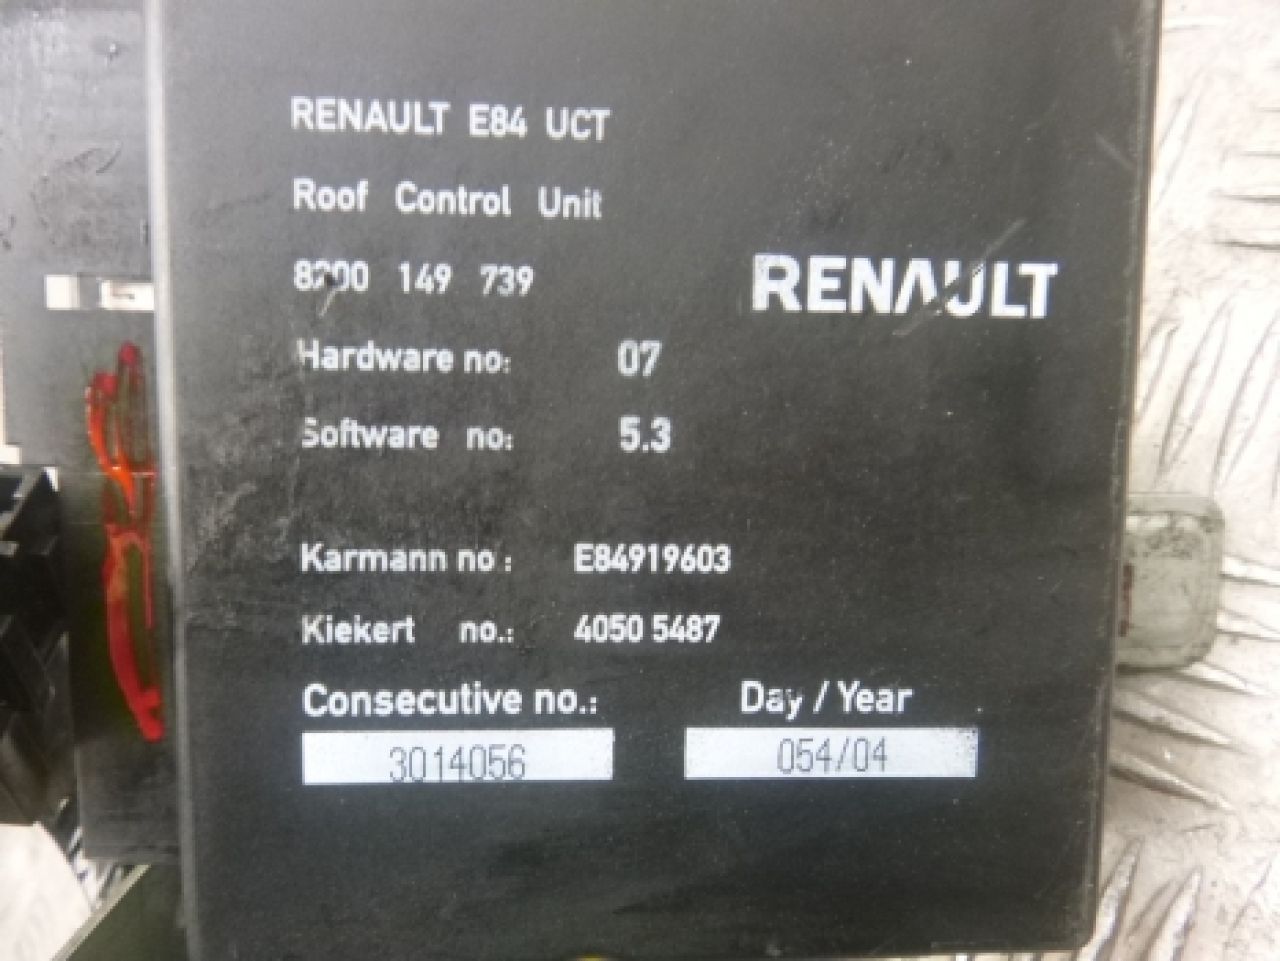 RENAULT E84 UCT
Roof Control Unit
8200 149 739
RENAULT
Hardware no: 07
Software no: 5.3
Karmann no : E84919603
Kiekert no.: 4050 5487
Consecutive no.: Day / Year
3014056 054/04